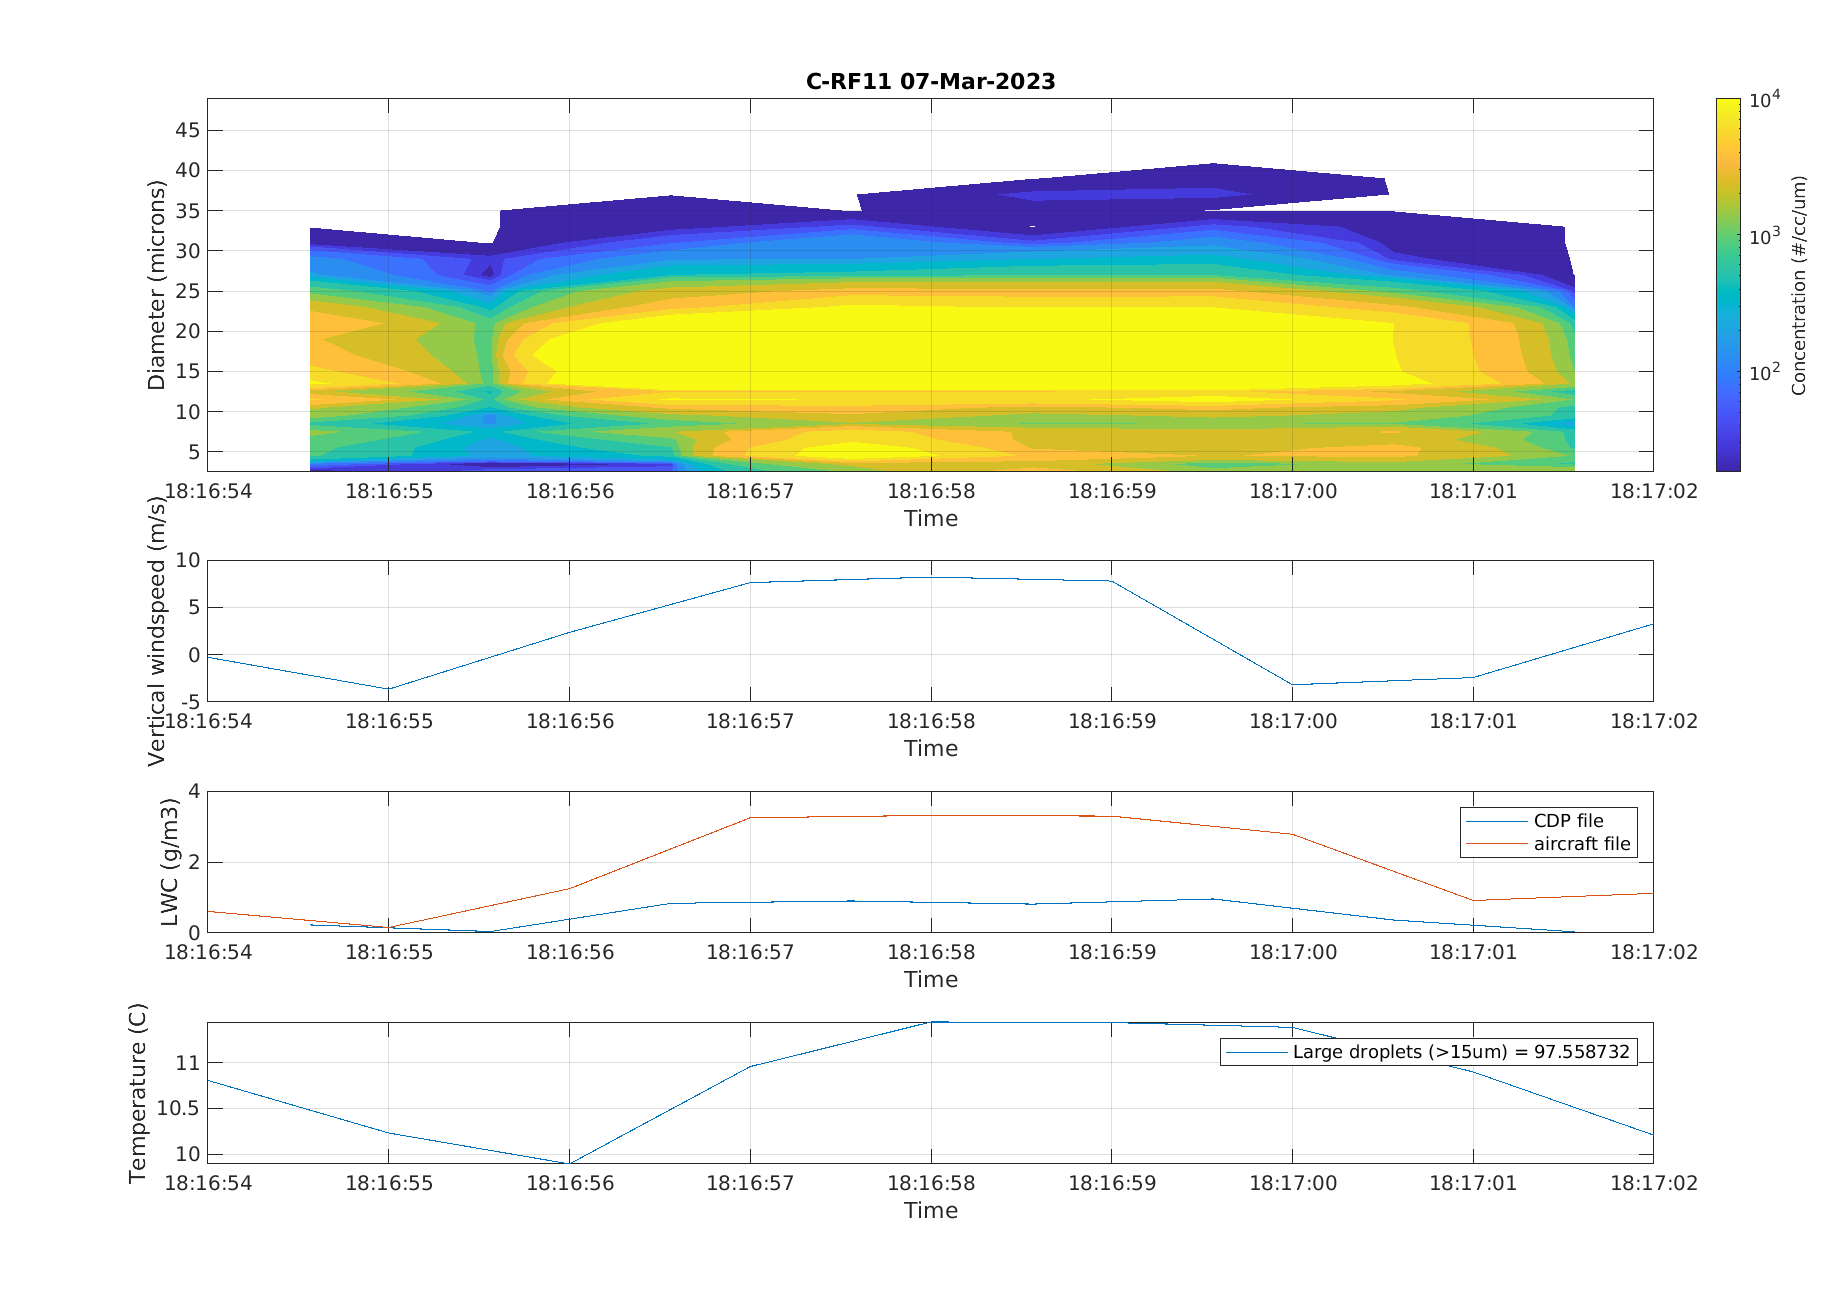 C-RF11 07-Mar-2023
Diameter (microns)
45
40
35
30
25
20
15
10
5
18:16:54 18:16:55 18:16:56 18:16:57 18:16:58 18:16:59 18:17:00 18:17:01 18:17:02
Time
10^4
10^3
10^2
Concentration (#/cc/um)
Vertical windspeed (m/s)
10
5
0
-5
18:16:54 18:16:55 18:16:56 18:16:57 18:16:58 18:16:59 18:17:00 18:17:01 18:17:02
Time
LWC (g/m3)
4
2
0
CDP file
aircraft file
18:16:54 18:16:55 18:16:56 18:16:57 18:16:58 18:16:59 18:17:00 18:17:01 18:17:02
Time
Temperature (C)
11
10.5
10
Large droplets (>15um) = 97.558732
18:16:54 18:16:55 18:16:56 18:16:57 18:16:58 18:16:59 18:17:00 18:17:01 18:17:02
Time